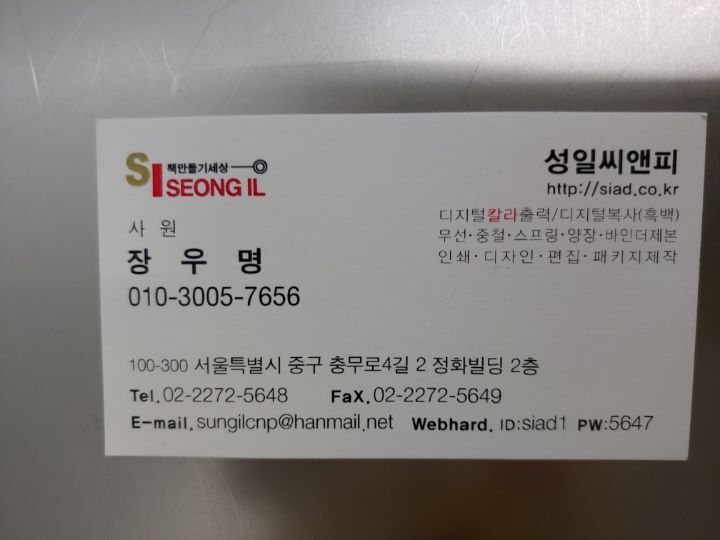 SI 책만들기세상
SEONG IL
성일씨앤피
http://siad.co.kr
디지털칼라출력/디지털복사(흑백)
무선·중철·스프링·양장·바인더제본
인쇄·디자인·편집·패키지제작
사 원
장 우 명
010-3005-7656
100-300 서울특별시 중구 충무로4길 2 정화빌딩 2층
Tel.02-2272-5648 FaX.02-2272-5649
E-mail.sungilcnp@hanmail.net Webhard. ID:siad1 PW:5647